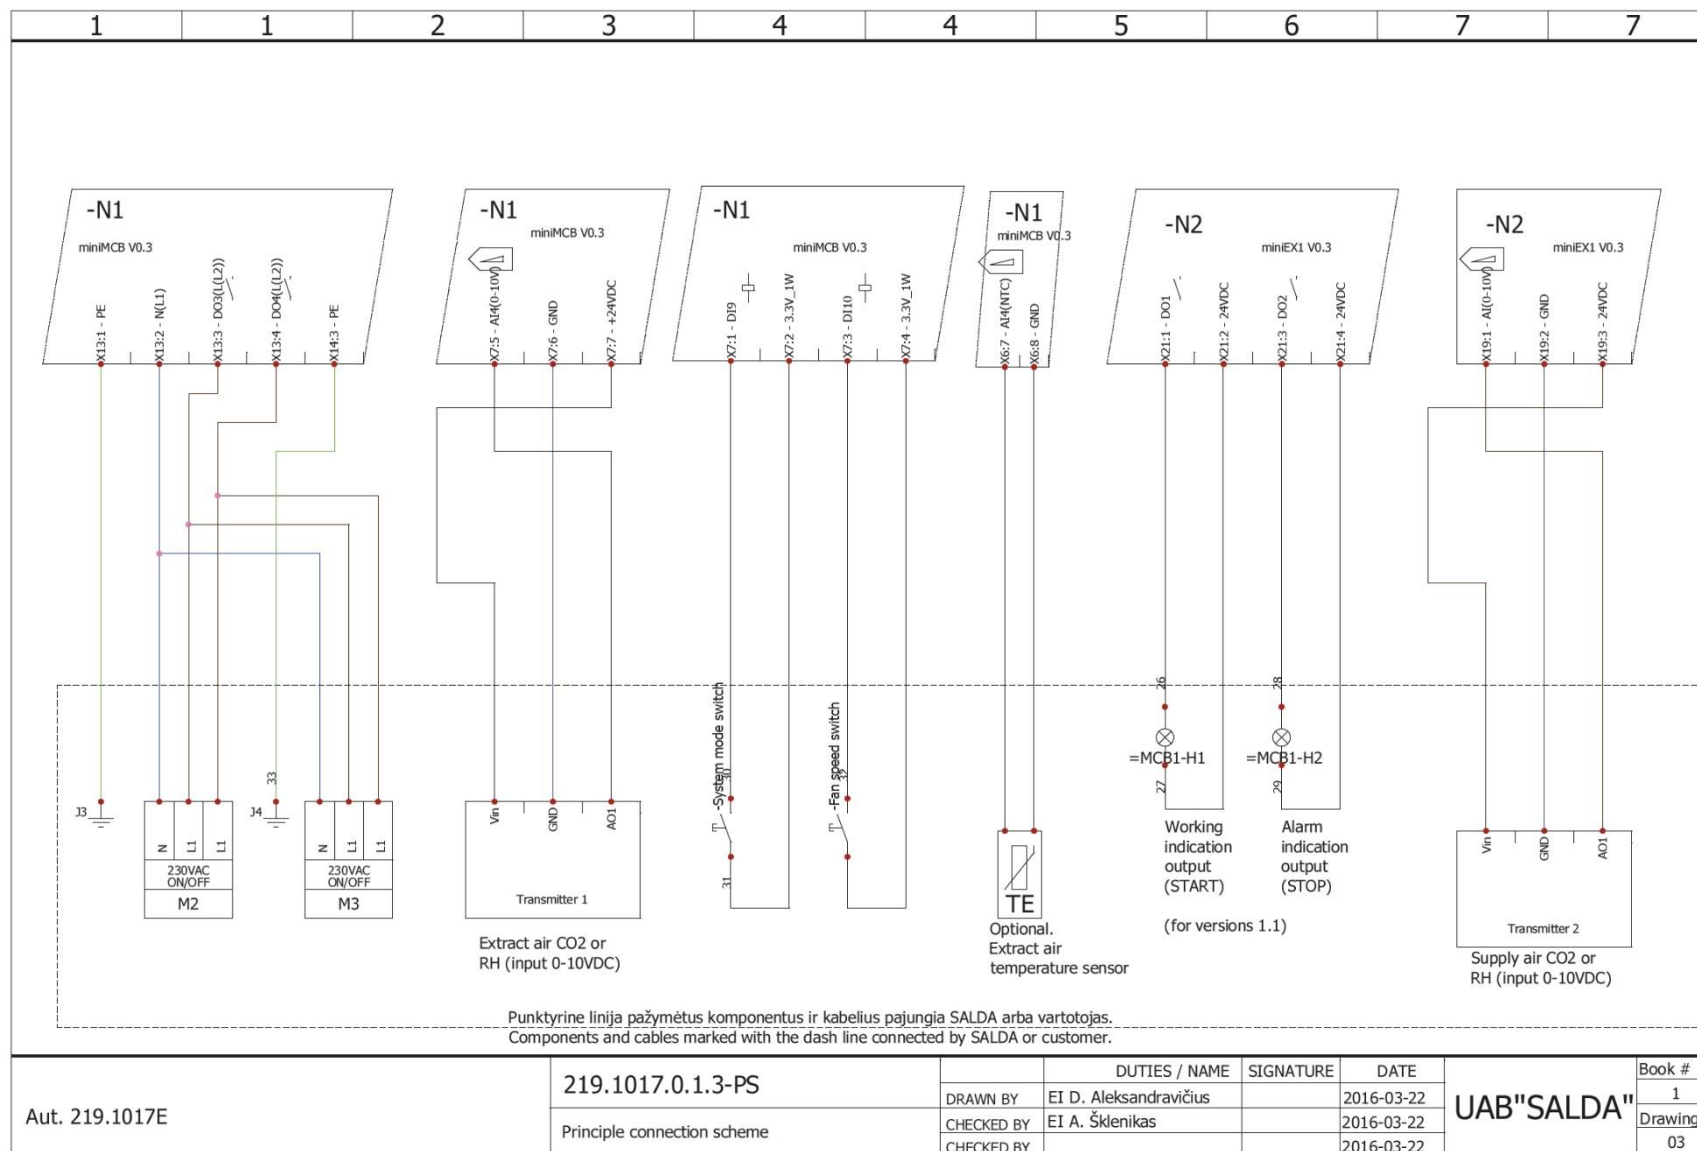 1 1 2 3 4 4 5 6 7 7
-N1
miniMCB V0.3
X13:1 - PE
X13:2 - N(L1)
X13:3 - DO3(L(L2))
X13:4 - DO4(L(L2))
X14:3 - PE
-N1
miniMCB V0.3
X7:5 - AI4(0-10V)
X7:6 - GND
X7:7 - +24VDC
-N1
miniMCB V0.3
X7:1 - DI9
X7:2 - 3.3V_1W
X7:3 - DI10
X7:4 - 3.3V_1W
-N1
miniMCB V0.3
X6:7 - AI4(NTC)
X6:8 - GND
-N2
miniEX1 V0.3
X21:1 - DO1
X21:2 - 24VDC
X21:3 - DO2
X21:4 - 24VDC
-N2
miniEX1 V0.3
X19:1 - AI(0-10V)
X19:2 - GND
X19:3 - 24VDC
J3
N
L1
L1
230VAC
ON/OFF
M2
33
J4
N
L1
L1
230VAC
ON/OFF
M3
Vin
GND
AO1
Transmitter 1
Extract air CO2 or
RH (input 0-10VDC)
-System mode switch
30
31
-Fan speed switch
32
TE
Optional.
Extract air
temperature sensor
26
=MCB1-H1
27
Working
indication
output
(START)
(for versions 1.1)
28
=MCB1-H2
29
Alarm
indication
output
(STOP)
Vin
GND
AO1
Transmitter 2
Supply air CO2 or
RH (input 0-10VDC)
Punktyrine linija pažymėtus komponentus ir kabelius pajungia SALDA arba vartotojas.
Components and cables marked with the dash line connected by SALDA or customer.
Aut. 219.1017E
219.1017.0.1.3-PS
Principle connection scheme
DUTIES / NAME SIGNATURE DATE
DRAWN BY EI D. Aleksandravičius 2016-03-22
CHECKED BY EI A. Šklenikas 2016-03-22
CHECKED BY 2016-03-22
UAB"SALDA"
Book #
1
Drawing
03